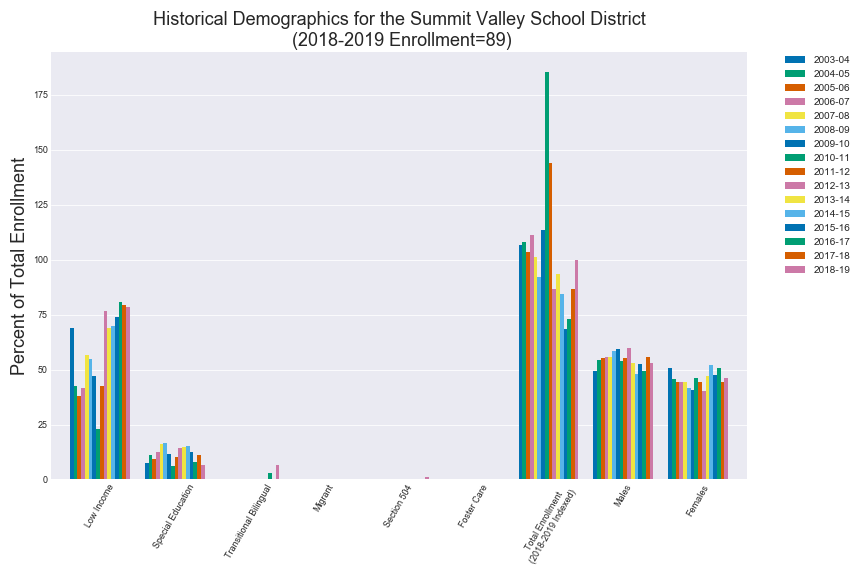 Historical Demographics for the Summit Valley School District
(2018-2019 Enrollment=89)
Percent of Total Enrollment
175
150
125
100
75
50
25
0
Low Income
Special Education
Transitional Bilingual
Migrant
Section 504
Foster Care
Total Enrollment
(2018-2019 Indexed)
Males
Females
2003-04
2004-05
2005-06
2006-07
2007-08
2008-09
2009-10
2010-11
2011-12
2012-13
2013-14
2014-15
2015-16
2016-17
2017-18
2018-19